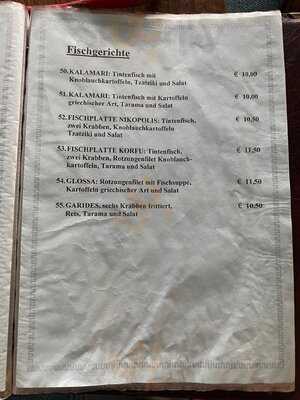 Fischgerichte
50. KALAMARI: Tintenfisch mit
Knoblauchkartoffeln, Tzatziki und Salat
€ 10,00
51. KALAMARI: Tintenfisch mit Kartoffeln
griechischer Art, Tarama und Salat
€ 10,00
52. FISCHPLATTE NIKOPOLIS: Tintenfisch,
zwei Krabben, Knoblauchkartoffeln
Tzatziki und Salat
€ 10,50
53. FISCHPLATTE KORFU: Tintenfisch,
zwei Krabben, Rotzungenfilet Knoblauch-
kartoffeln, Tarama und Salat
€ 11,50
54. GLOSSA: Rotzungenfilet mit Fischsuppe,
Kartoffeln griechischer Art und Salat
€ 11,50
55. GARIDES, sechs Krabben frittiert,
Reis, Tarama und Salat
€ 10,50